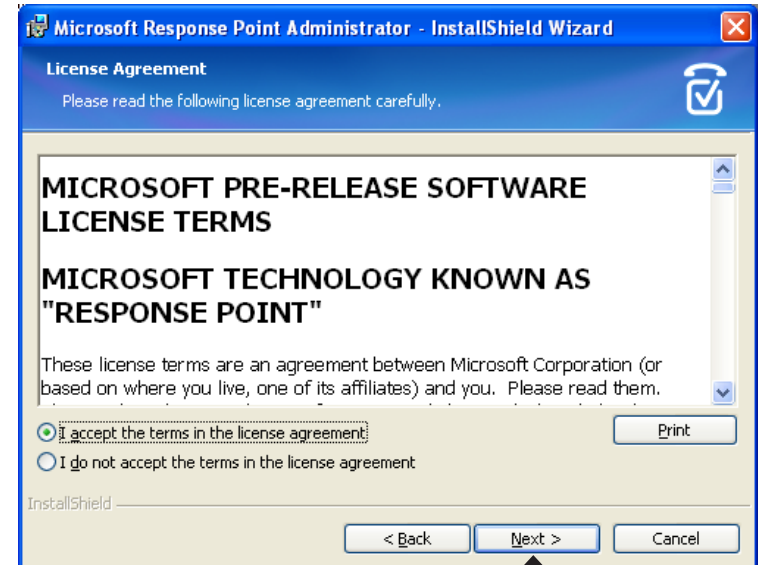 Microsoft Response Point Administrator - InstallShield Wizard
License Agreement
Please read the following license agreement carefully.
MICROSOFT PRE-RELEASE SOFTWARE
LICENSE TERMS
MICROSOFT TECHNOLOGY KNOWN AS
"RESPONSE POINT"
These license terms are an agreement between Microsoft Corporation (or
based on where you live, one of its affiliates) and you.  Please read them.
I accept the terms in the license agreement
Print
I do not accept the terms in the license agreement
InstallShield
< Back
Next >
Cancel